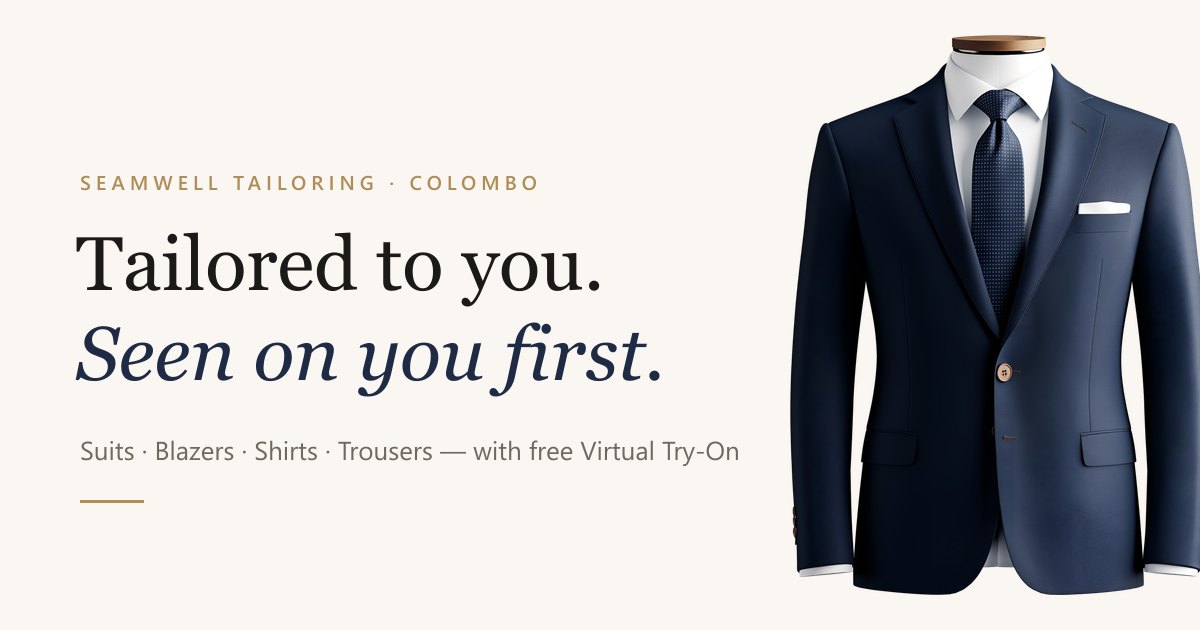 SEAMWELL TAILORING · COLOMBO
Tailored to you.
Seen on you first.
Suits · Blazers · Shirts · Trousers — with free Virtual Try-On